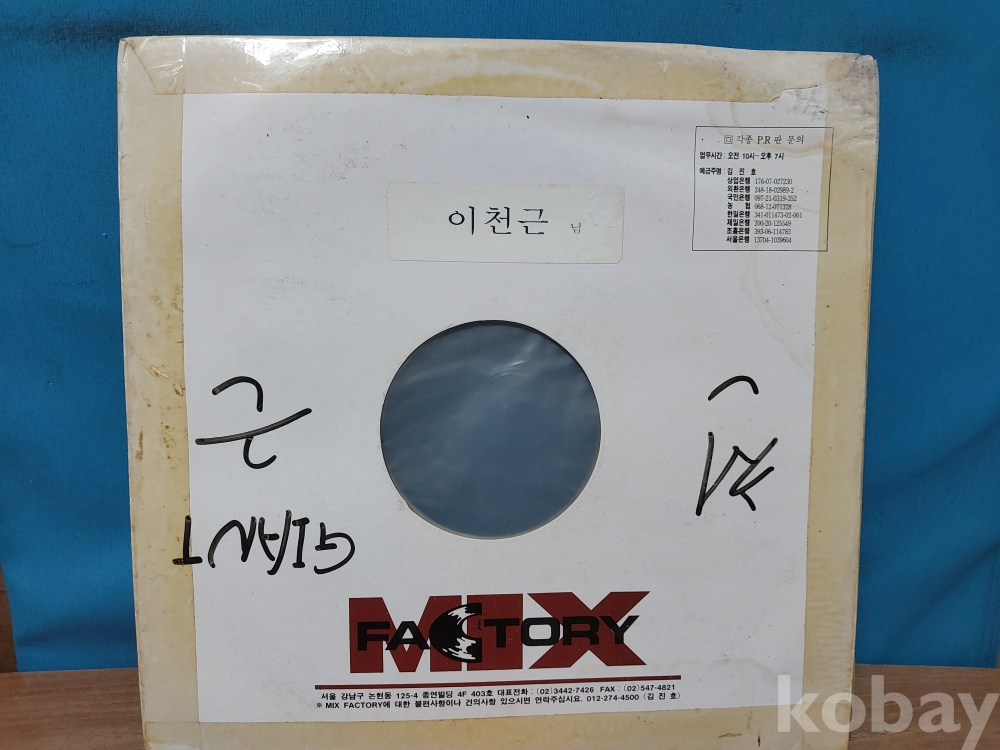 ▣ 각종 P.R 판 문의
업무시간 : 오전 10시~오후 7시
예금주명 : 김 진 호
상업은행 176-07-027230
외환은행 248-18-02989-2
국민은행 097-21-0319-352
농 협 068-12-071328
한일은행 341-011473-02-001
제일은행 200-20-125549
조흥은행 393-06-114783
서울은행 13704-1039604
이천근 님
근
GIANT
MIX
FACTORY
서울 강남구 논현동 125-4 중연빌딩 4F 403호 대표전화 : (02)3442-7426 FAX : (02)547-4821
※ MIX FACTORY에 대한 불편사항이나 건의사항 있으시면 연락주십시요. 012-274-4500 (김 진 호)
kobay